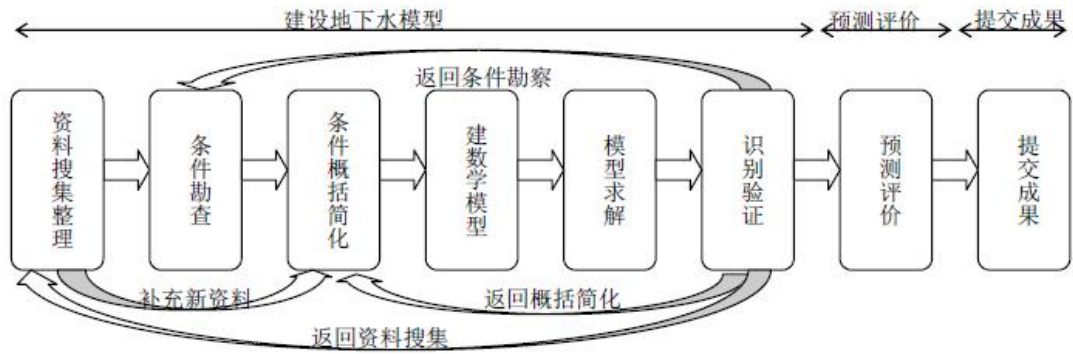 建设地下水模型
预测评价
提交成果
返回条件勘察
资料搜集整理
条件勘查
条件概括简化
建数学模型
模型求解
识别验证
预测评价
提交成果
补充新资料
返回概括简化
返回资料搜集